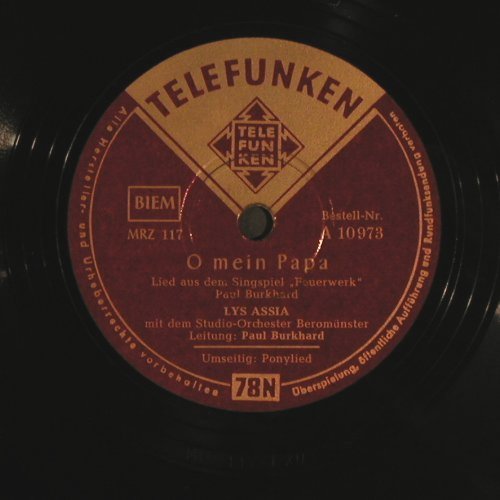 TELEFUNKEN
TELE
FUN
KEN
BIEM
MRZ 117
Bestell-Nr.
A 10973
O mein Papa
Lied aus dem Singspiel „Feuerwerk“
Paul Burkhard
LYS ASSIA
mit dem Studio-Orchester Beromünster
Leitung: Paul Burkhard
Umseitig: Ponylied
78N
Alle Hersteller- und Urheberrechte vorbehalten
Überspielung, öffentliche Aufführung und Rundfunksendung verboten